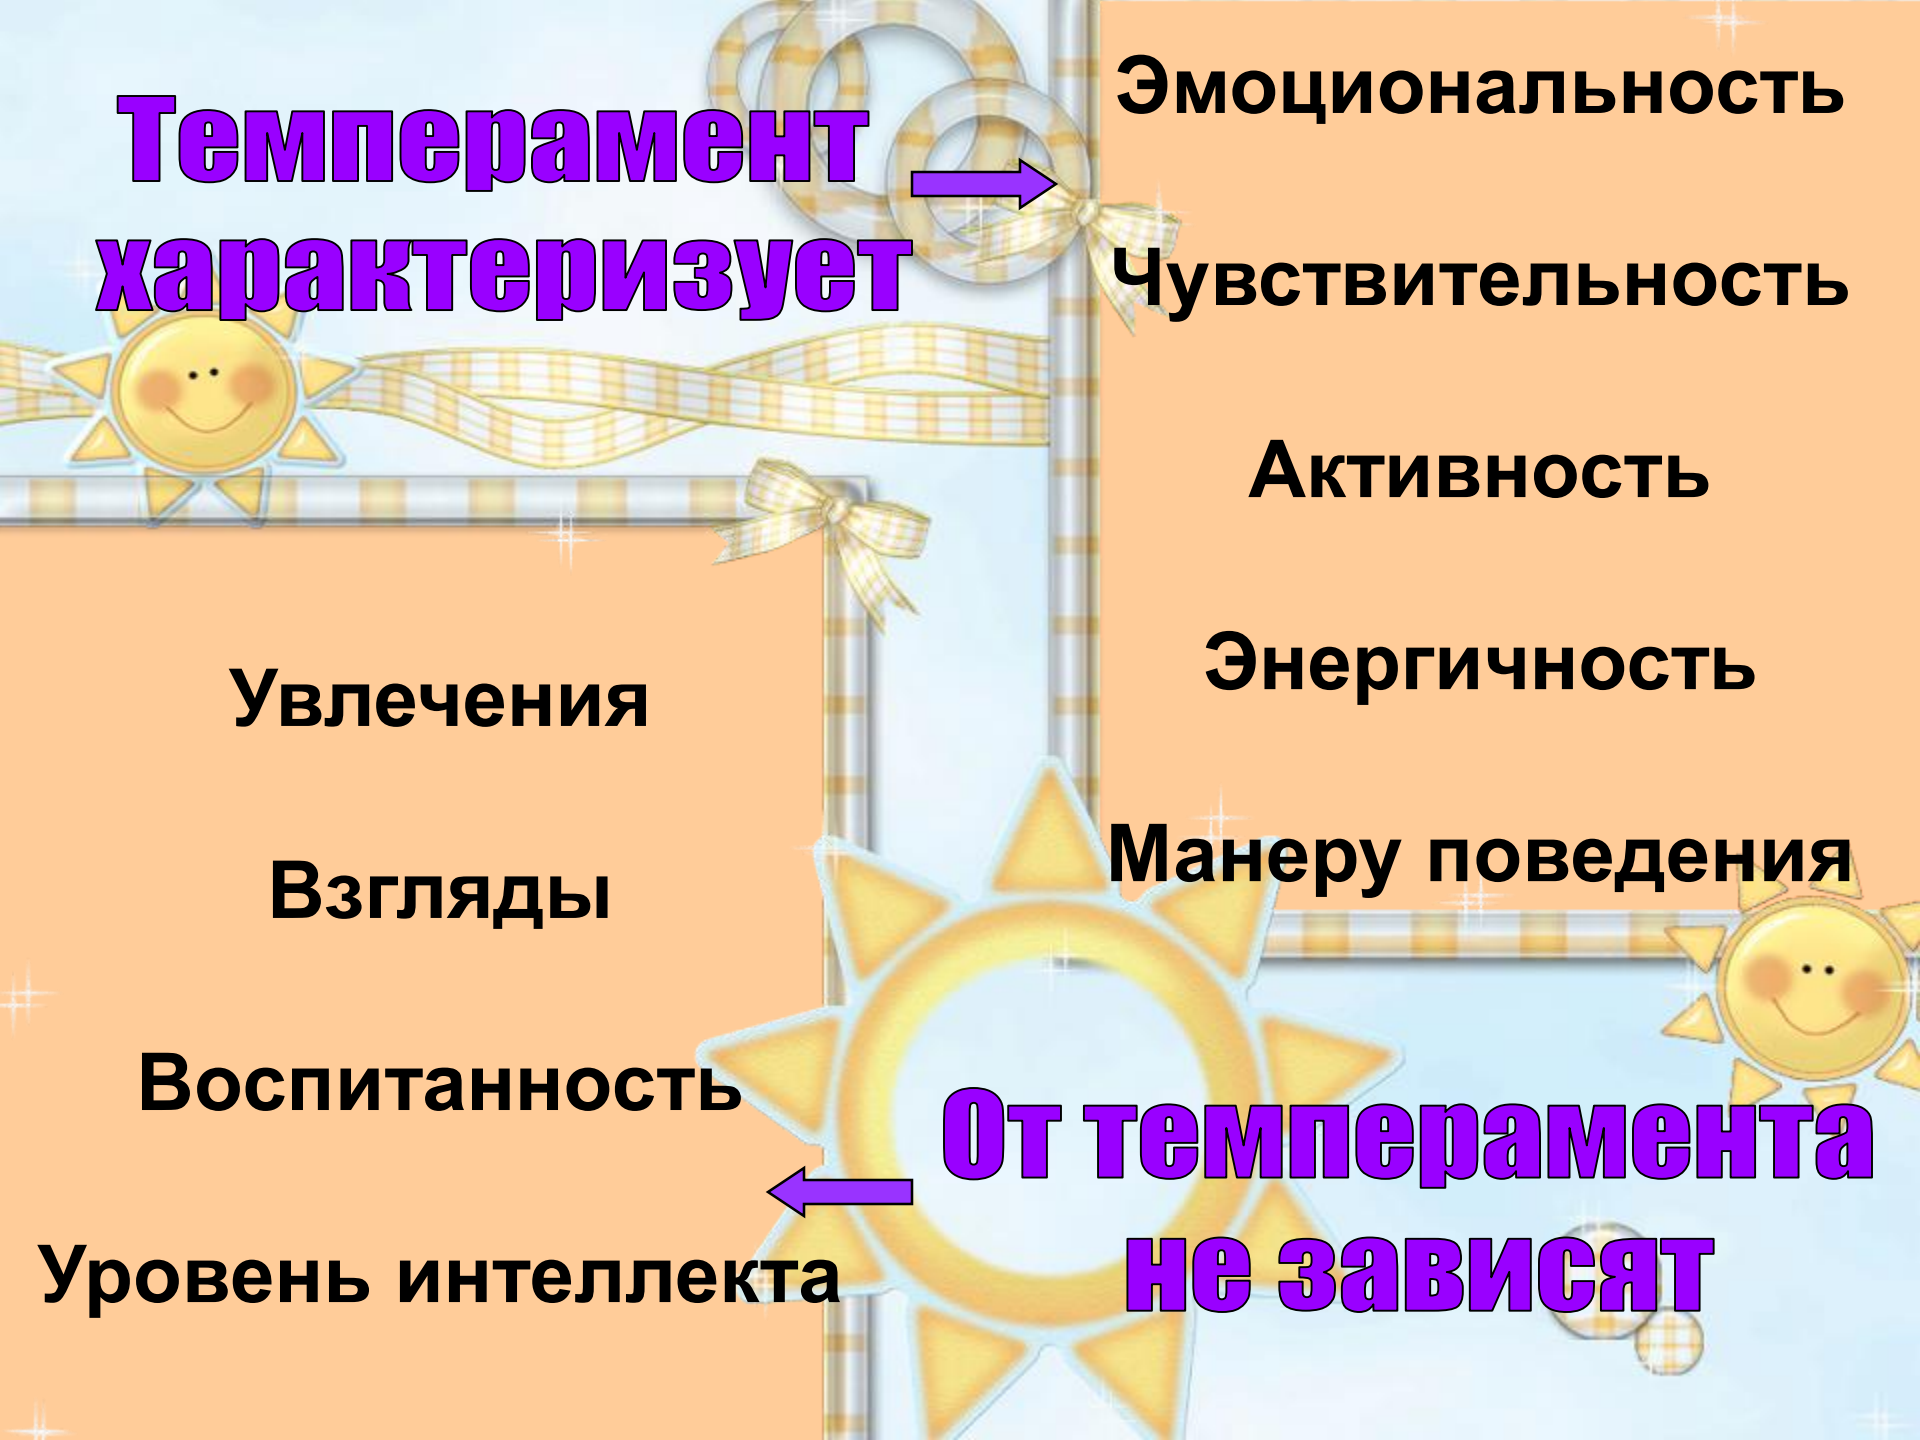 Темперамент
характеризует
Эмоциональность
Чувствительность
Активность
Энергичность
Манеру поведения
Увлечения
Взгляды
Воспитанность
Уровень интеллекта
От темперамента
не зависят